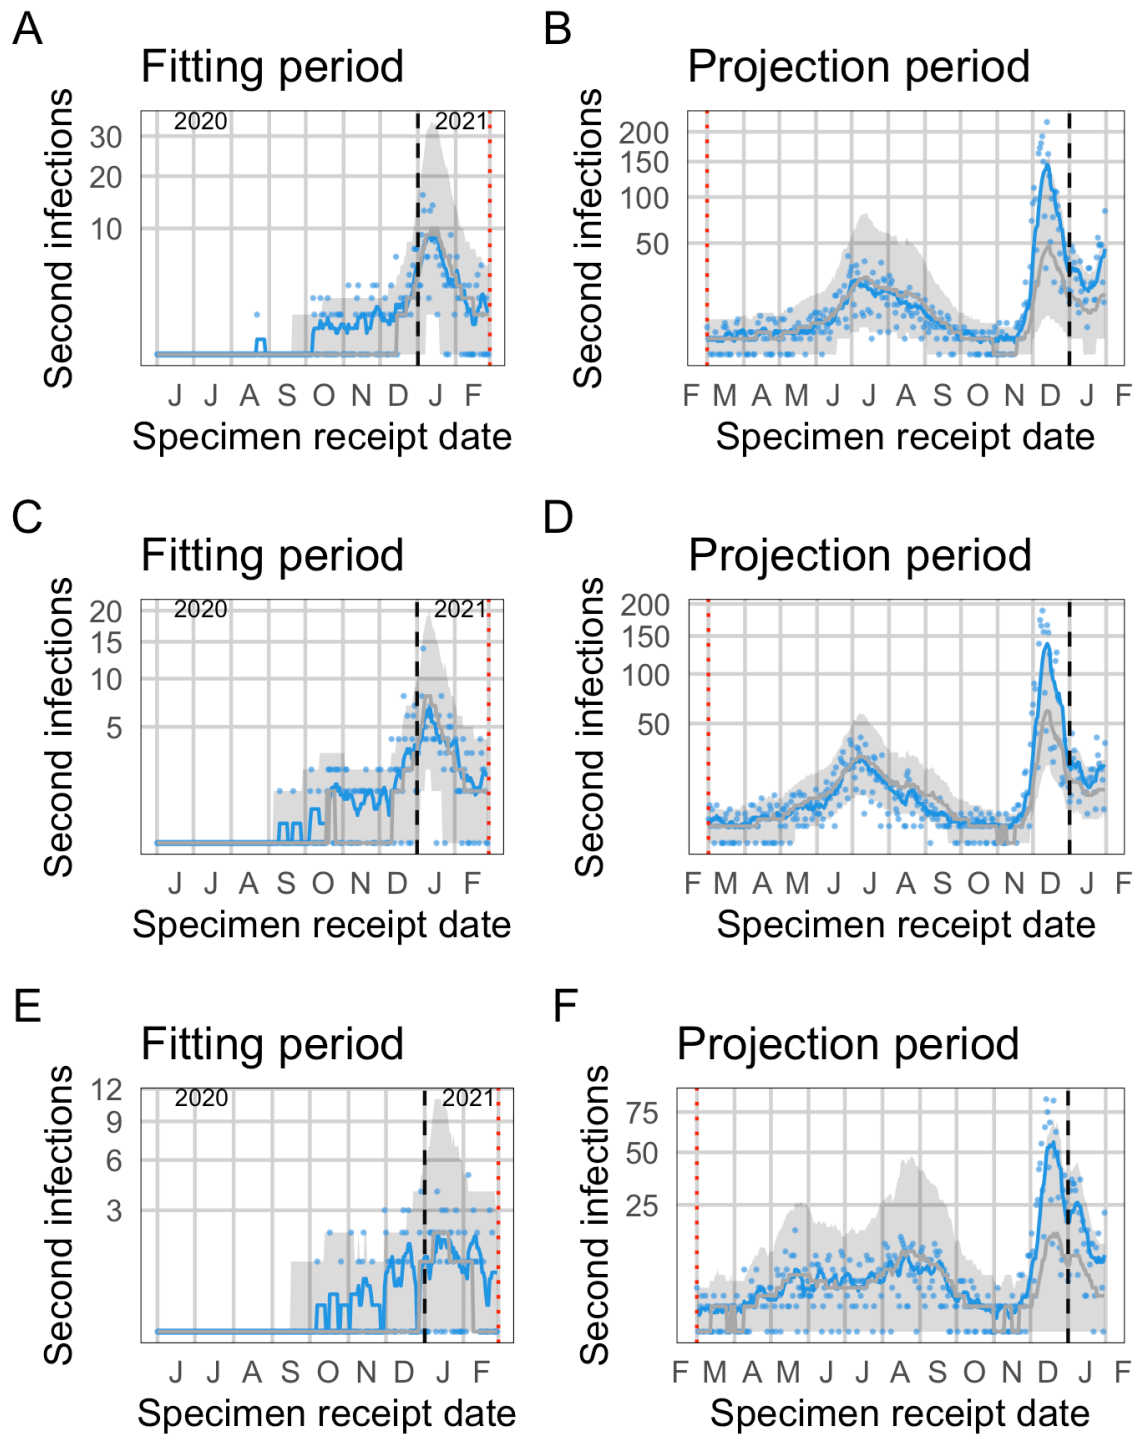 A
Fitting period
Second infections
2020
2021
30
20
10
J J A S O N D J F
Specimen receipt date
B
Projection period
Second infections
200
150
100
50
F M A M J J A S O N D J F
Specimen receipt date
C
Fitting period
Second infections
2020
2021
20
15
10
5
J J A S O N D J F
Specimen receipt date
D
Projection period
Second infections
200
150
100
50
F M A M J J A S O N D J F
Specimen receipt date
E
Fitting period
Second infections
2020
2021
12
9
6
3
J J A S O N D J F
Specimen receipt date
F
Projection period
Second infections
75
50
25
F M A M J J A S O N D J F
Specimen receipt date